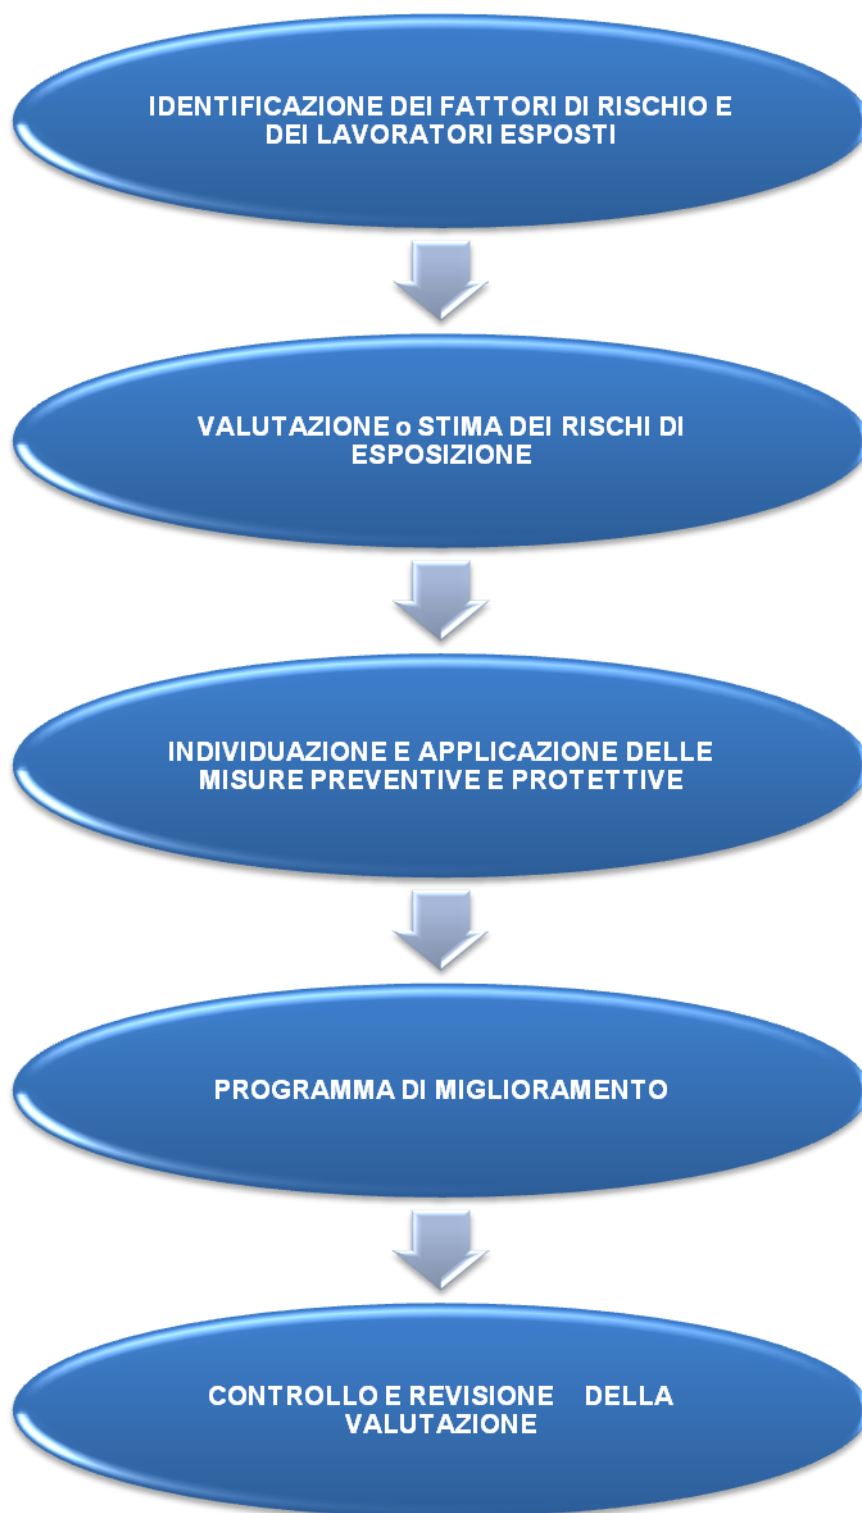 IDENTIFICAZIONE DEI FATTORI DI RISCHIO E
DEI LAVORATORI ESPOSTI
VALUTAZIONE o STIMA DEI RISCHI DI
ESPOSIZIONE
INDIVIDUAZIONE E APPLICAZIONE DELLE
MISURE PREVENTIVE E PROTETTIVE
PROGRAMMA DI MIGLIORAMENTO
CONTROLLO E REVISIONE DELLA
VALUTAZIONE